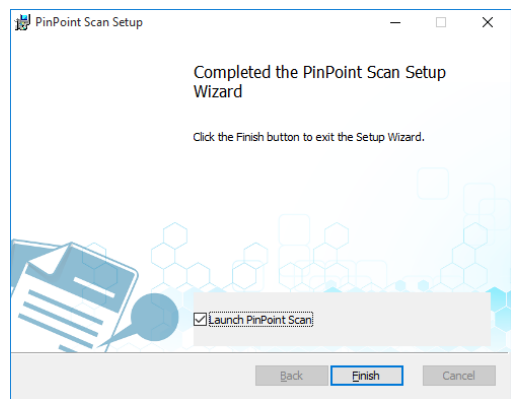 PinPoint Scan Setup
Completed the PinPoint Scan Setup
Wizard
Click the Finish button to exit the Setup Wizard.
Launch PinPoint Scan
Back Finish Cancel